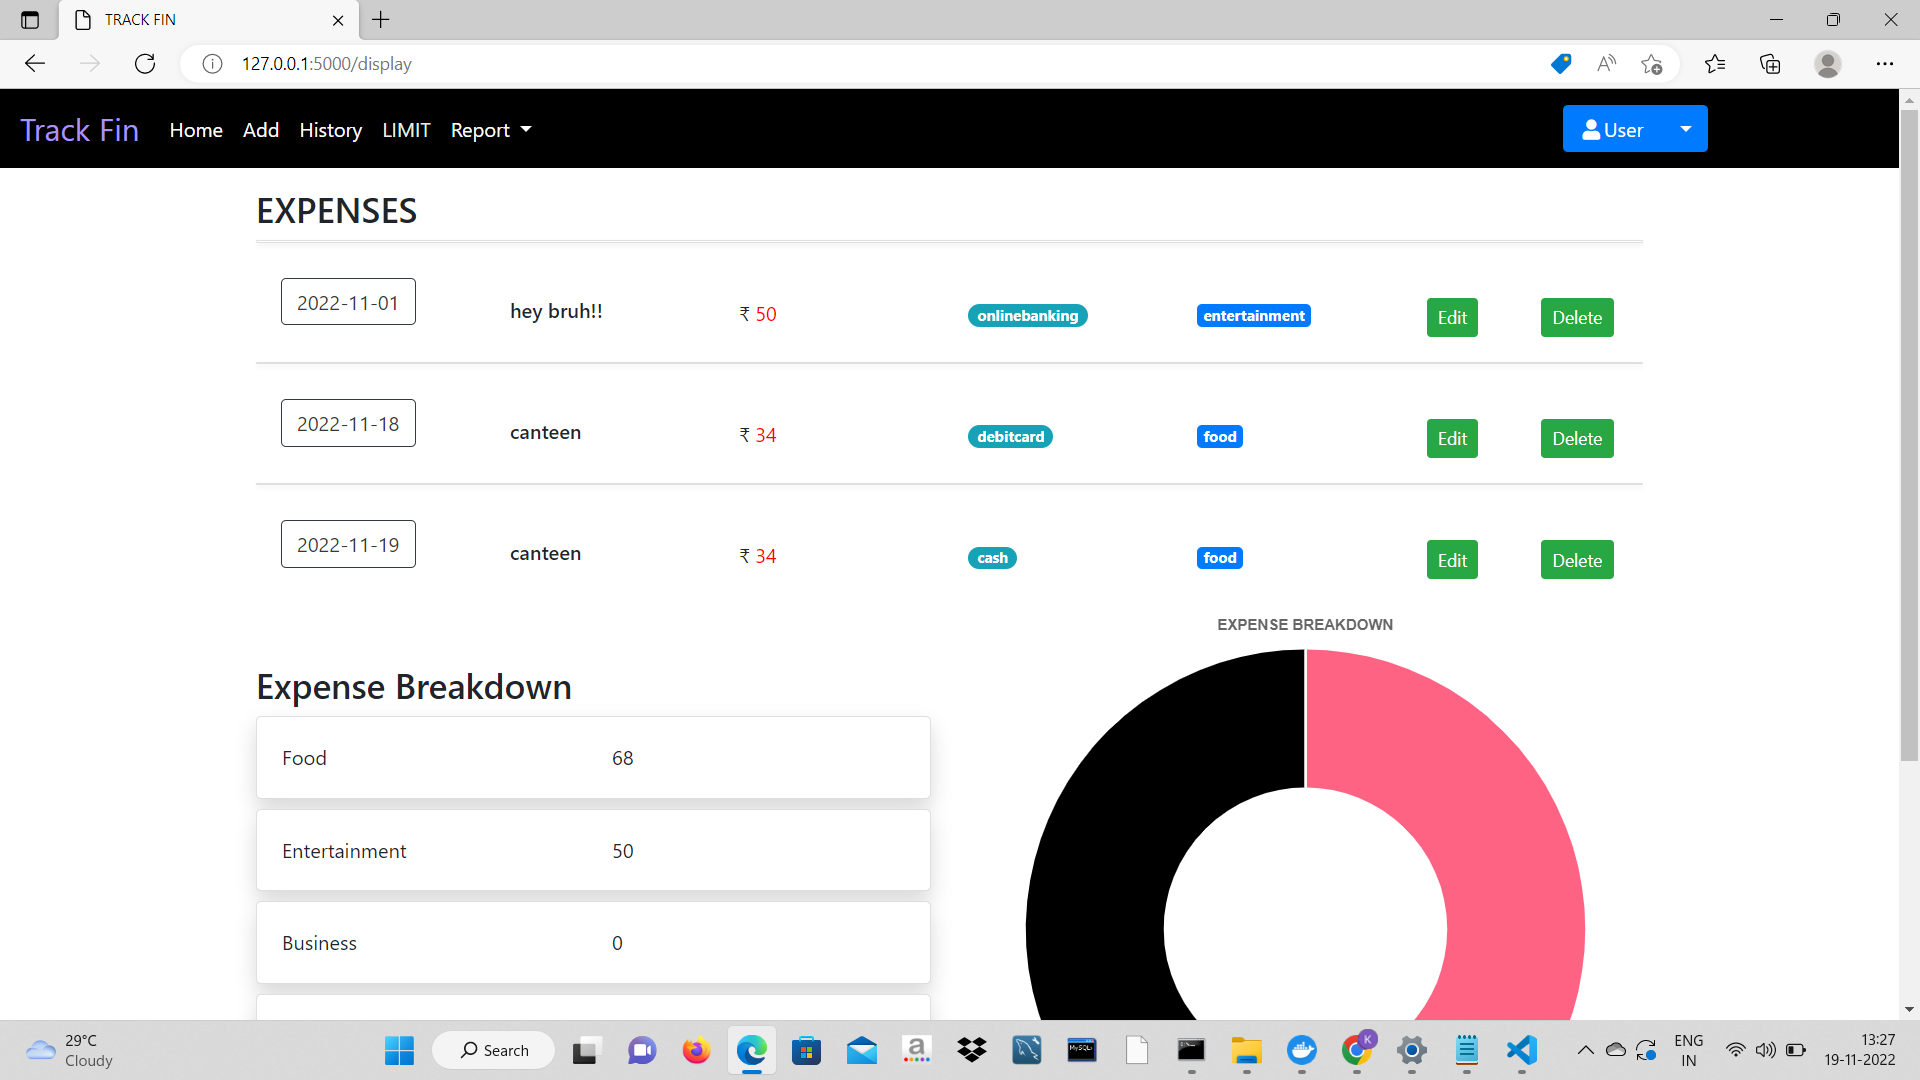 TRACK FIN
127.0.0.1:5000/display
Track Fin Home Add History LIMIT Report User
EXPENSES
2022-11-01 hey bruh!! ₹ 50 onlinebanking entertainment Edit Delete
2022-11-18 canteen ₹ 34 debitcard food Edit Delete
2022-11-19 canteen ₹ 34 cash food Edit Delete
EXPENSE BREAKDOWN
Expense Breakdown
Food 68
Entertainment 50
Business 0
29°C
Cloudy
Search
a
MySQL
K
ENG
IN
13:27
19-11-2022